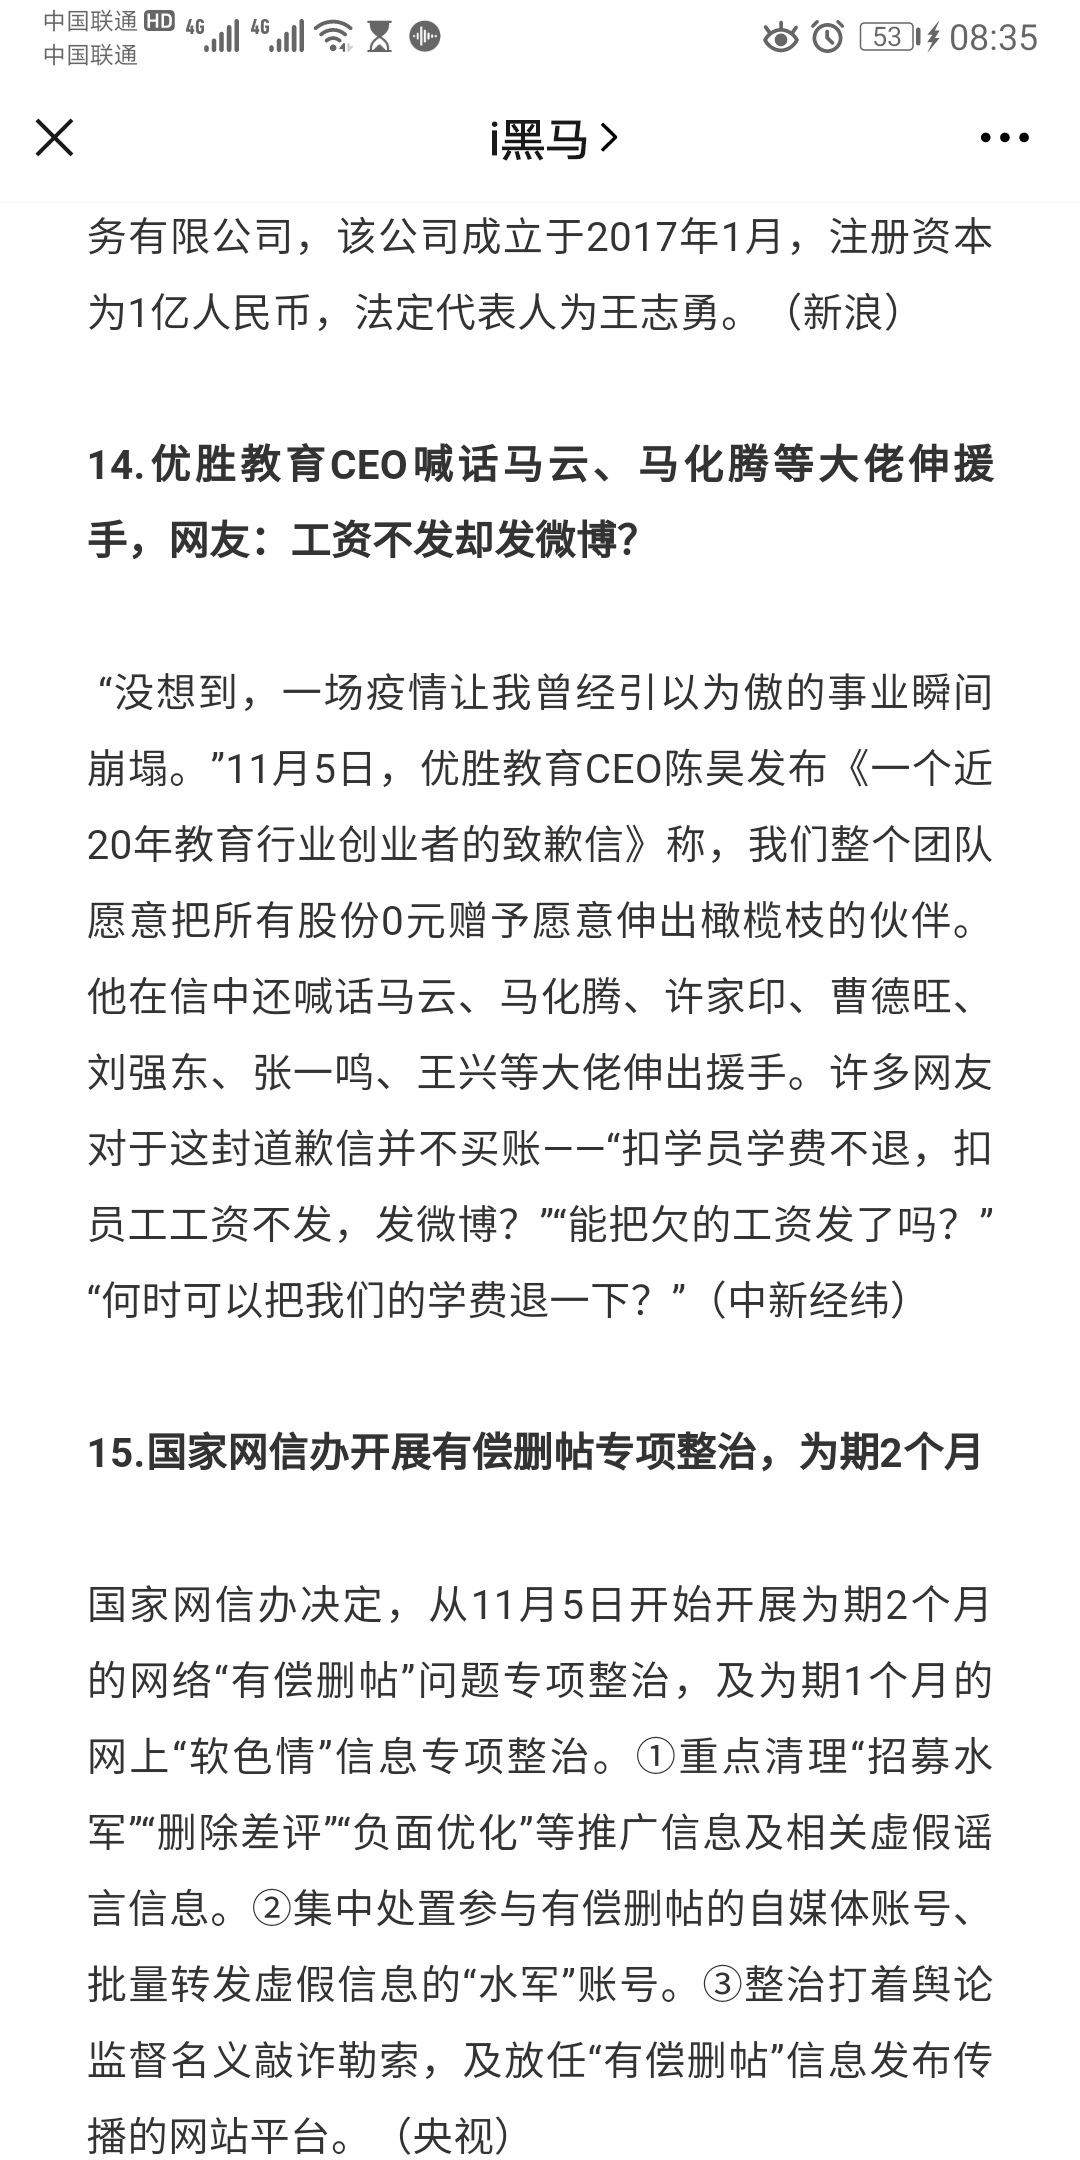 中国联通 HD 4G 4G 53 08:35
中国联通
i黑马
务有限公司，该公司成立于2017年1月，注册资本
为1亿人民币，法定代表人为王志勇。（新浪）
14.优胜教育CEO喊话马云、马化腾等大佬伸援
手，网友：工资不发却发微博？
“没想到，一场疫情让我曾经引以为傲的事业瞬间
崩塌。”11月5日，优胜教育CEO陈昊发布《一个近
20年教育行业创业者的致歉信》称，我们整个团队
愿意把所有股份0元赠予愿意伸出橄榄枝的伙伴。
他在信中还喊话马云、马化腾、许家印、曹德旺、
刘强东、张一鸣、王兴等大佬伸出援手。许多网友
对于这封道歉信并不买账——“扣学员学费不退，扣
员工工资不发，发微博？”“能把欠的工资发了吗？”
“何时可以把我们的学费退一下？”（中新经纬）
15.国家网信办开展有偿删帖专项整治，为期2个月
国家网信办决定，从11月5日开始开展为期2个月
的网络“有偿删帖”问题专项整治，及为期1个月的
网上“软色情”信息专项整治。①重点清理“招募水
军”“删除差评”“负面优化”等推广信息及相关虚假谣
言信息。②集中处置参与有偿删帖的自媒体账号、
批量转发虚假信息的“水军”账号。③整治打着舆论
监督名义敲诈勒索，及放任“有偿删帖”信息发布传
播的网站平台。（央视）